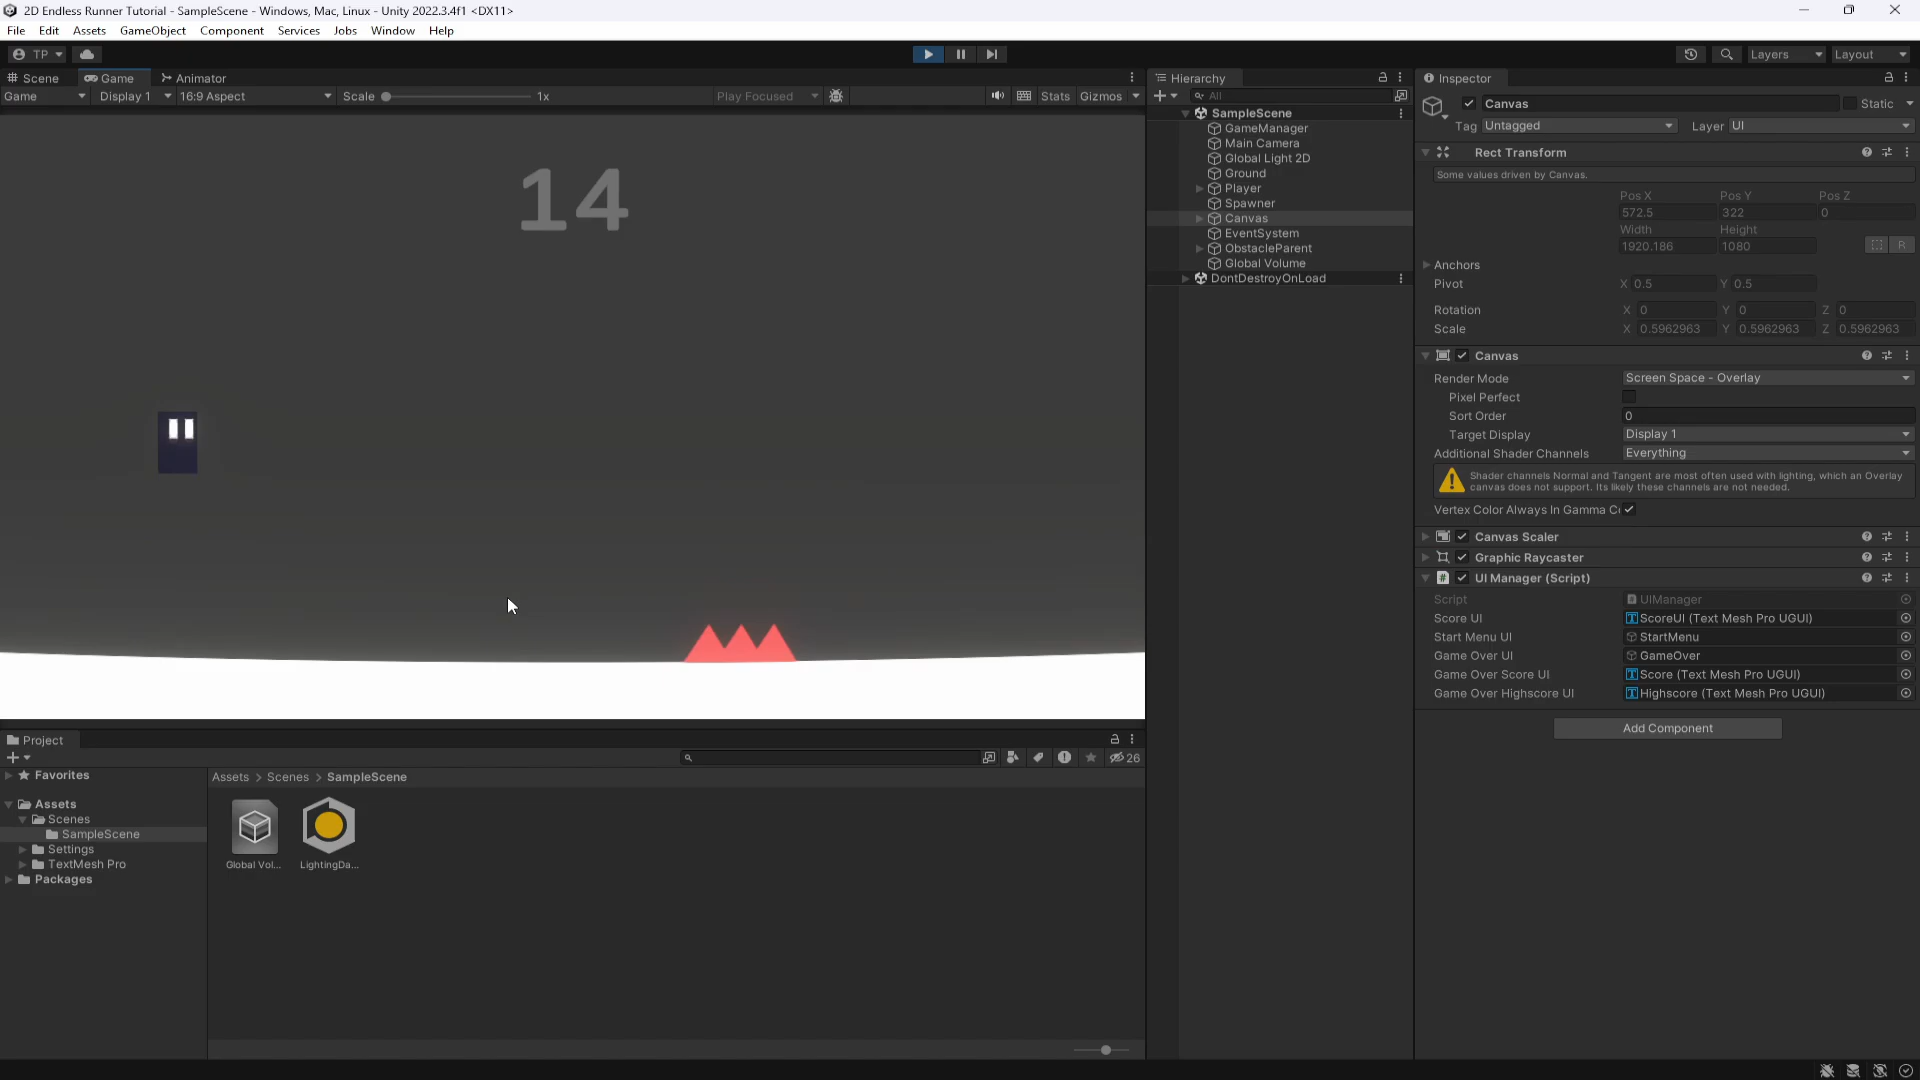 2D Endless Runner Tutorial - SampleScene - Windows, Mac, Linux - Unity 2022.3.4f1 <DX11>
File Edit Assets GameObject Component Services Jobs Window Help
TP Layers Layout
Scene Game Animator
Game Display 1 16:9 Aspect Scale 1x Play Focused Stats Gizmos
14
Project
26
Favorites
Assets
Scenes
SampleScene
Settings
TextMesh Pro
Packages
Assets > Scenes > SampleScene
Global Vol... LightingDa...
Hierarchy
All
SampleScene
GameManager
Main Camera
Global Light 2D
Ground
Player
Spawner
Canvas
EventSystem
ObstacleParent
Global Volume
DontDestroyOnLoad
Inspector
Canvas Static
Tag Untagged Layer UI
Rect Transform
Some values driven by Canvas.
Pos X Pos Y Pos Z
572.5 322 0
Width Height
1920.186 1080 R
Anchors
Pivot X 0.5 Y 0.5
Rotation X 0 Y 0 Z 0
Scale X 0.5962963 Y 0.5962963 Z 0.5962963
Canvas
Render Mode Screen Space - Overlay
Pixel Perfect
Sort Order 0
Target Display Display 1
Additional Shader Channels Everything
Shader channels Normal and Tangent are most often used with lighting, which an Overlay
canvas does not support. Its likely these channels are not needed.
Vertex Color Always In Gamma C
Canvas Scaler
Graphic Raycaster
UI Manager (Script)
Script UIManager
Score UI ScoreUI (Text Mesh Pro UGUI)
Start Menu UI StartMenu
Game Over UI GameOver
Game Over Score UI Score (Text Mesh Pro UGUI)
Game Over Highscore UI Highscore (Text Mesh Pro UGUI)
Add Component